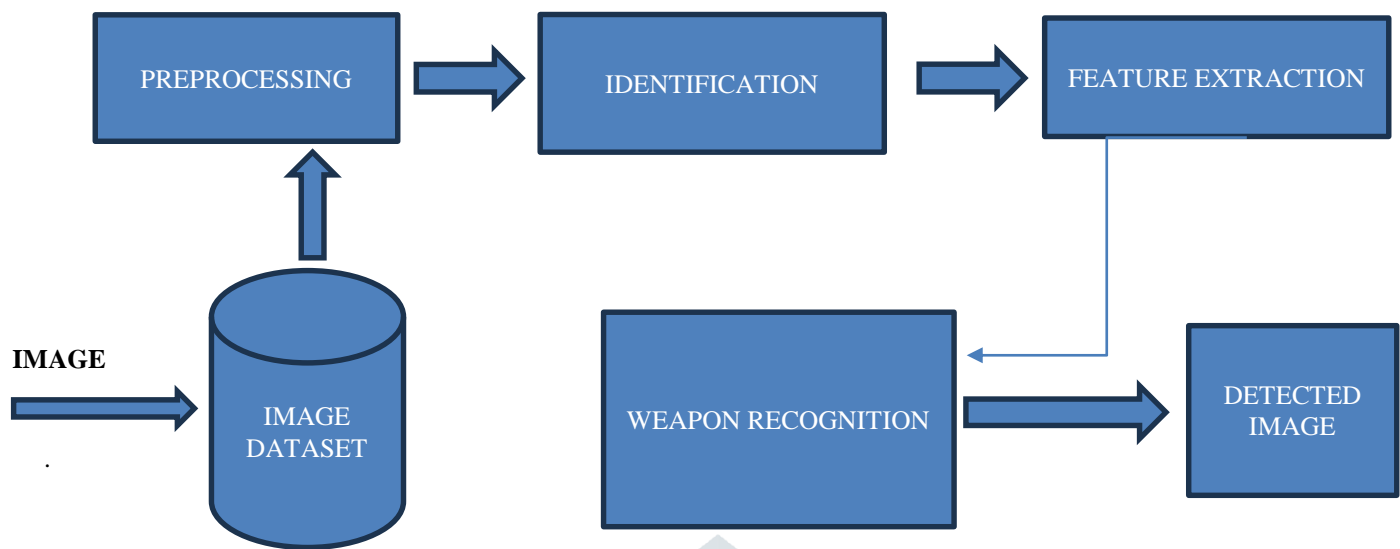 PREPROCESSING
IDENTIFICATION
FEATURE EXTRACTION
IMAGE
IMAGE
DATASET
WEAPON RECOGNITION
DETECTED
IMAGE
.